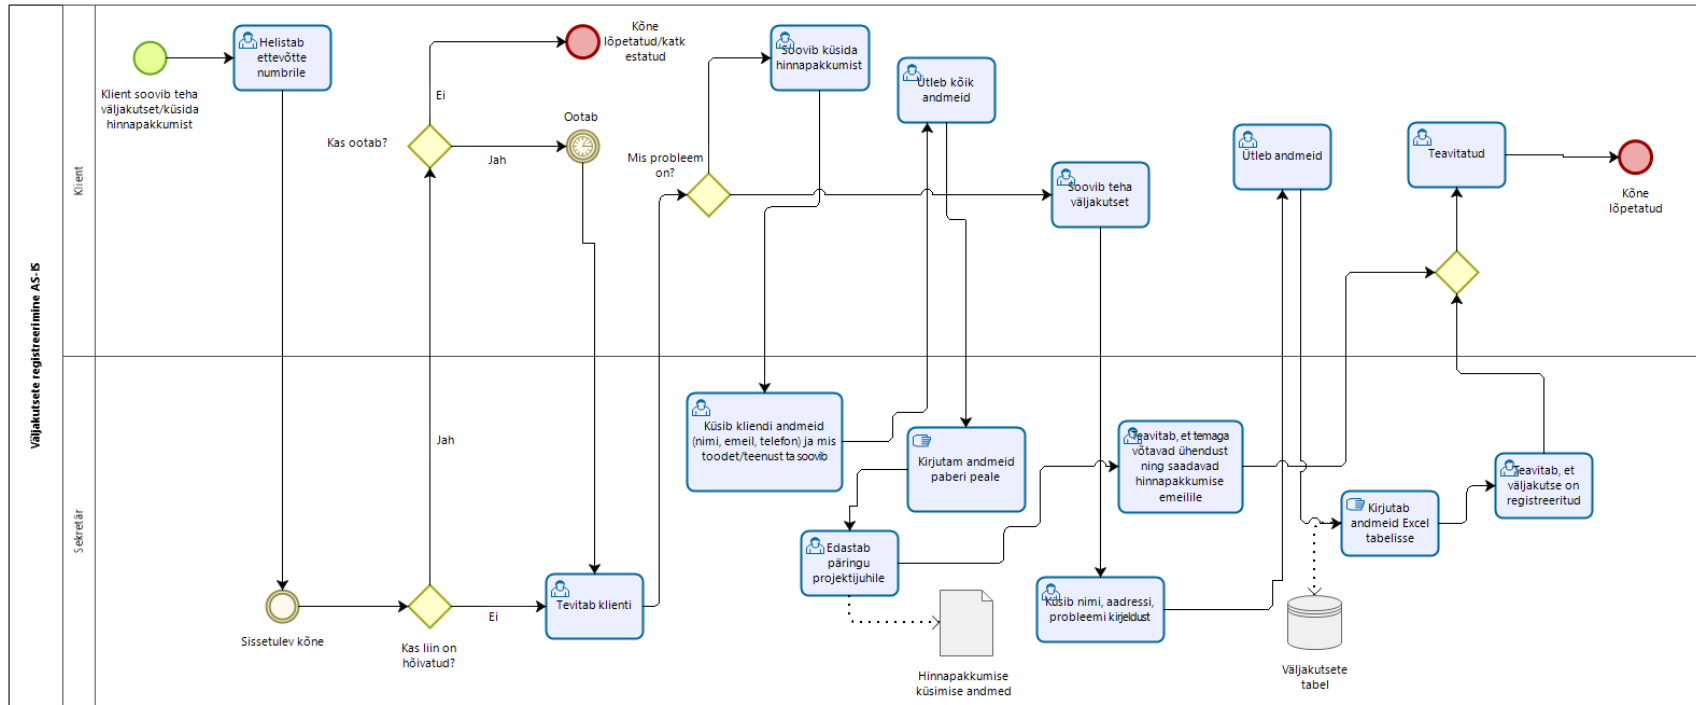 Väljakutsete registreerimine AS-IS
Klient
Sekretär
Klient soovib teha
väljakutset/küsida
hinnapakkumist
Helistab
ettevõtte
numbrile
Kõne
lõpetatud/katk
estatud
Ei
Kas ootab?
Jah
Ootab
Mis probleem
on?
Soovib küsida
hinnapakkumist
Ütleb kõik
andmeid
Soovib teha
väljakutset
Ütleb andmeid
Teavitatud
Kõne
lõpetatud
Jah
Sissetulev kõne
Kas liin on
hõivatud?
Ei
Tevitab klienti
Küsib kliendi andmeid
(nimi, emeil, telefon) ja mis
toodet/teenust ta soovib
Kirjutam andmeid
paberi peale
Edastab
päringu
projektijuhile
Hinnapakkumise
küsimise andmed
Teavitab, et temaga
võtavad ühendust
ning saadavad
hinnapakkumise
emeilile
Küsib nimi, aadressi,
probleemi kirjeldust
Kirjutab
andmeid Excel
tabelisse
Väljakutsete
tabel
Teavitab, et
väljakutse on
registreeritud